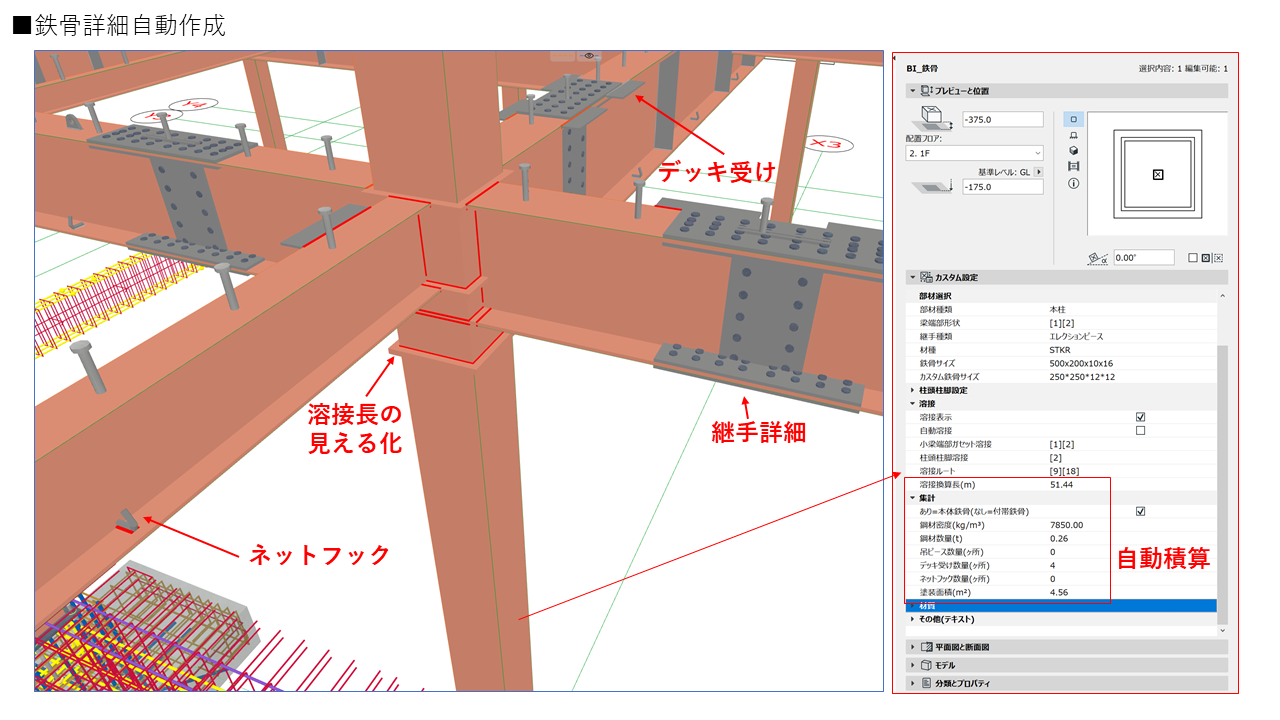 ■鉄骨詳細自動作成
Y4
X3
デッキ受け
溶接長の
見える化
継手詳細
ネットフック
BI_鉄骨
選択内容: 1 編集可能: 1
プレビューと位置
-375.0
配置フロア:
2. 1F
基準レベル: GL
-175.0
0.00°
カスタム設定
部材選択
部材種類 本柱
梁端部形状 [1][2]
継手種類 エレクションピース
材種 STKR
鉄骨サイズ 500x200x10x16
カスタム鉄骨サイズ 250*250*12*12
柱頭柱脚設定
溶接
溶接表示
自動溶接
小梁端部ガセット溶接 [1][2]
柱頭柱脚溶接 [2]
溶接ルート [9][18]
溶接換算長(m) 51.44
集計
あり=本体鉄骨(なし=付帯鉄骨)
鋼材密度(kg/m³) 7850.00
鋼材数量(t) 0.26
吊ピース数量(ヶ所) 0
デッキ受け数量(ヶ所) 4
ネットフック数量(ヶ所) 0
塗装面積(m²) 4.56
自動積算
材質
その他(テキスト)
平面図と断面図
モデル
分類とプロパティ